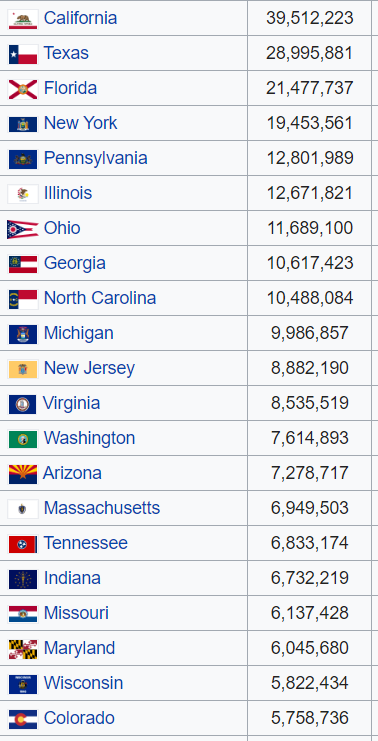 California 39,512,223
Texas 28,995,881
Florida 21,477,737
New York 19,453,561
Pennsylvania 12,801,989
Illinois 12,671,821
Ohio 11,689,100
Georgia 10,617,423
North Carolina 10,488,084
Michigan 9,986,857
New Jersey 8,882,190
Virginia 8,535,519
Washington 7,614,893
Arizona 7,278,717
Massachusetts 6,949,503
Tennessee 6,833,174
Indiana 6,732,219
Missouri 6,137,428
Maryland 6,045,680
Wisconsin 5,822,434
Colorado 5,758,736